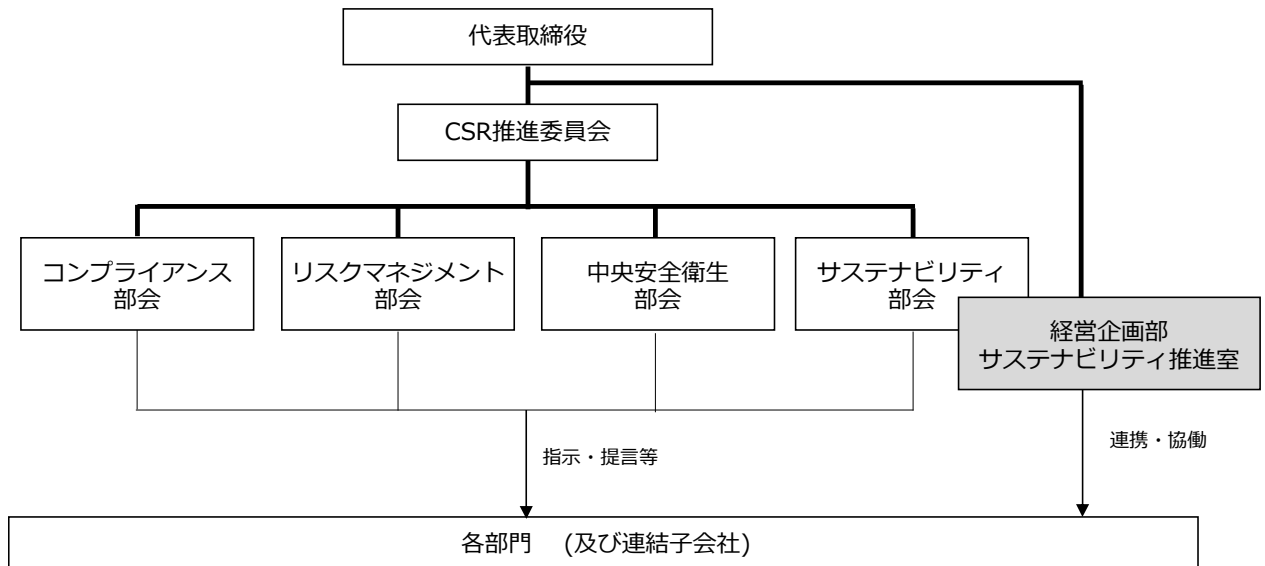 代表取締役
CSR推進委員会
コンプライアンス
部会
リスクマネジメント
部会
中央安全衛生
部会
サステナビリティ
部会
経営企画部
サステナビリティ推進室
指示・提言等
連携・協働
各部門　(及び連結子会社)